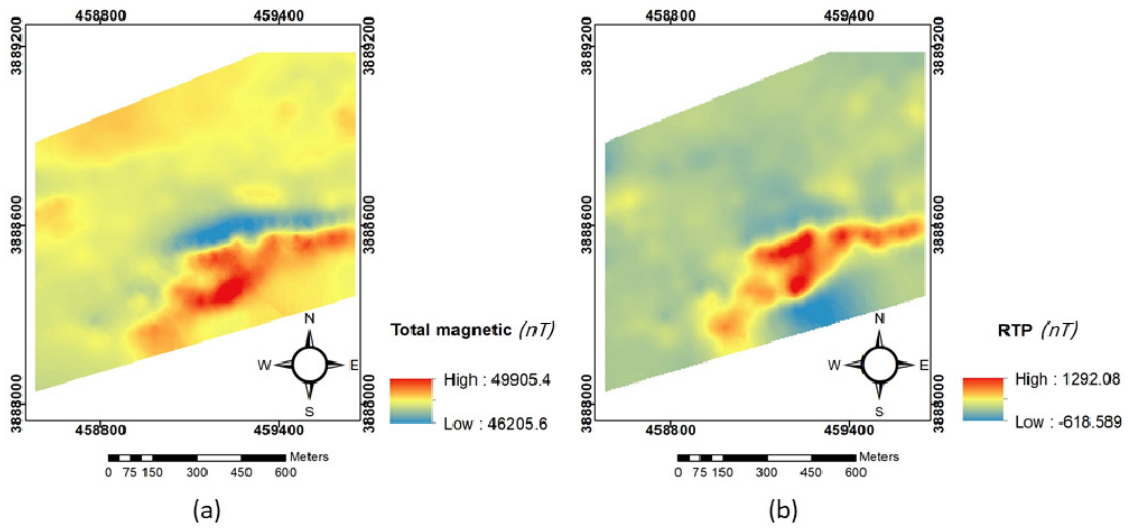 458800 459400
3889200 3889200
3888600 3888600
3888000 3888000
N
W E
S
458800 459400
Total magnetic (nT)
High : 49905.4
Low : 46205.6
Meters
0 75 150 300 450 600
(a)
458800 459400
3889200 3889200
3888600 3888600
3888000 3888000
N
W E
S
458800 459400
RTP (nT)
High : 1292.08
Low : -618.589
Meters
0 75 150 300 450 600
(b)